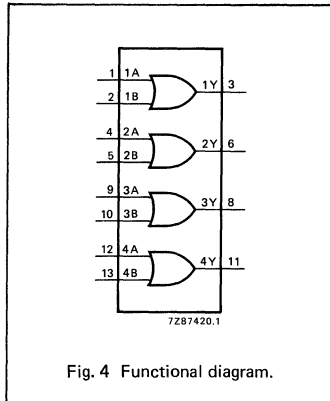 1 1A
2 1B
1Y 3
4 2A
5 2B
2Y 6
9 3A
10 3B
3Y 8
12 4A
13 4B
4Y 11
7Z87420.1
Fig. 4 Functional diagram.